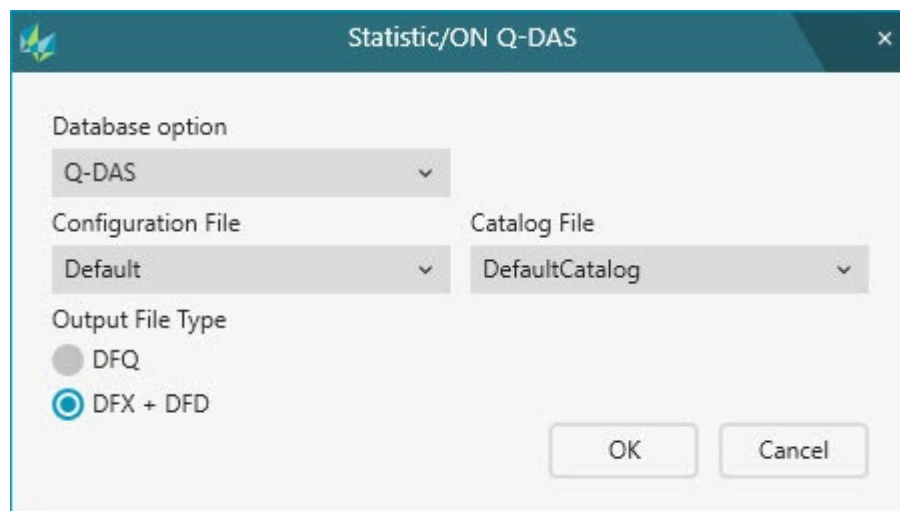 Statistic/ON Q-DAS
Database option
Q-DAS
Configuration File
Catalog File
Default
DefaultCatalog
Output File Type
DFQ
DFX + DFD
OK
Cancel